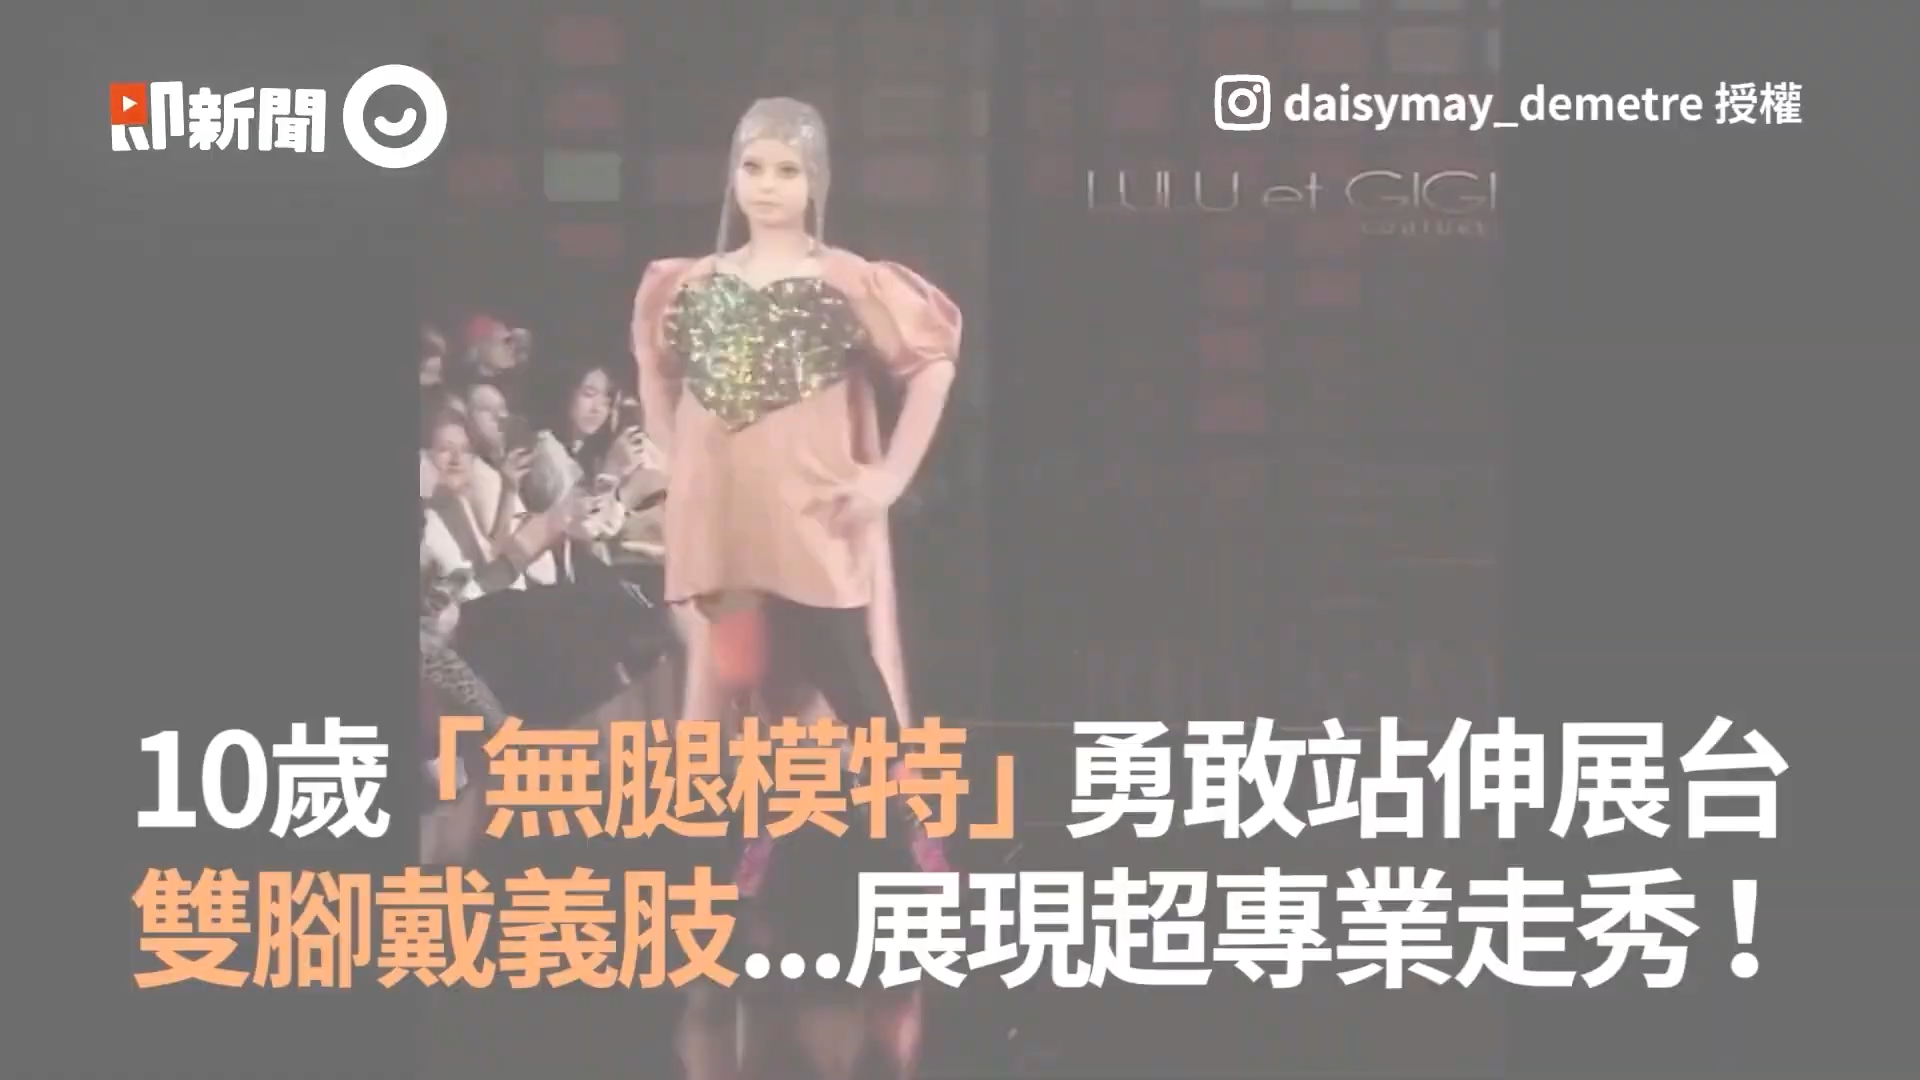 即新聞
daisymay_demetre 授權
LULU et GIGI
couture
10歲「無腿模特」勇敢站伸展台
雙腳戴義肢...展現超專業走秀！